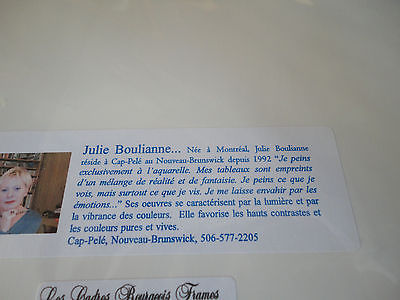 Julie Boulianne... Née à Montréal, Julie Boulianne
réside à Cap-Pelé au Nouveau-Brunswick depuis 1992 "Je peins
exclusivement à l'aquarelle. Mes tableaux sont empreints
d'un mélange de réalité et de fantaisie. Je peins ce que je
vois, mais surtout ce que je vis. Je me laisse envahir par les
émotions..." Ses oeuvres se caractérisent par la lumière et par
la vibrance des couleurs. Elle favorise les hauts contrastes et
les couleurs pures et vives.
Cap-Pelé, Nouveau-Brunswick, 506-577-2205
Les Cadres Bourgeois Frames